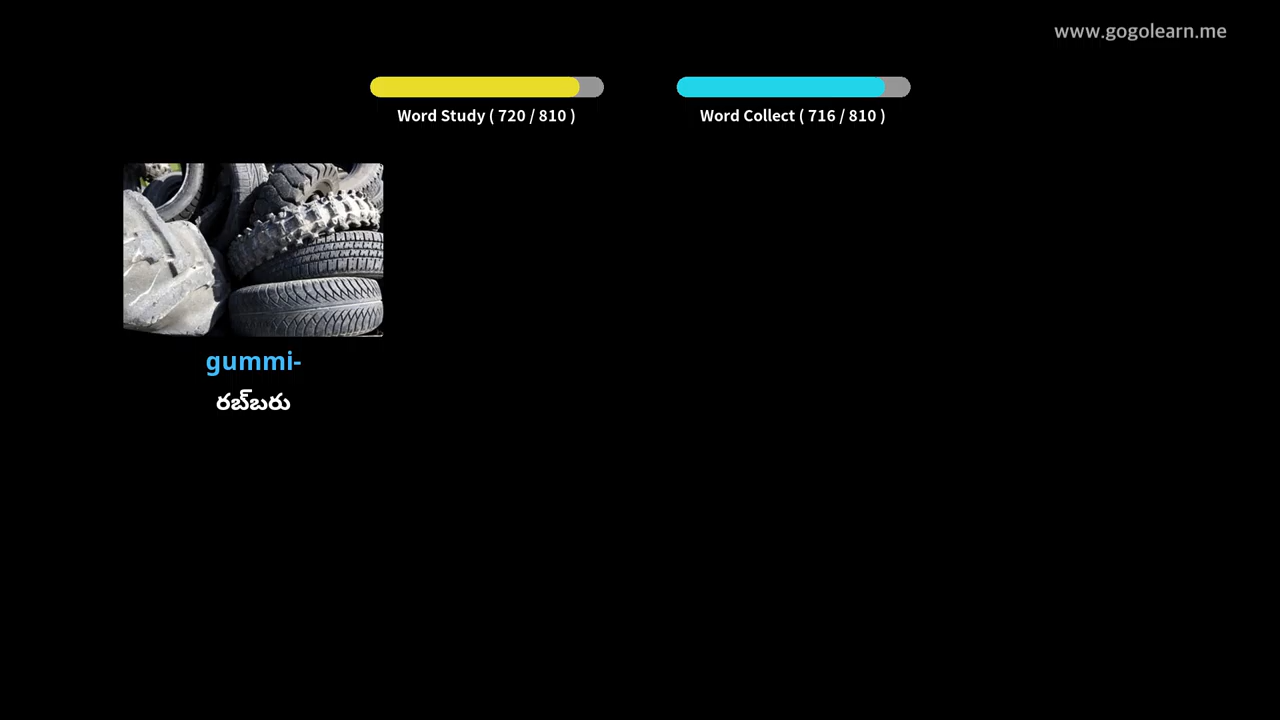 www.gogolearn.me
Word Study ( 720 / 810 )
Word Collect ( 716 / 810 )
gummi-
రబ్‌బరు